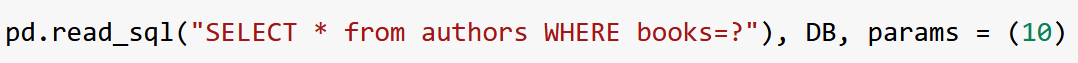 pd.read_sql("SELECT * from authors WHERE books=?"), DB, params = (10)